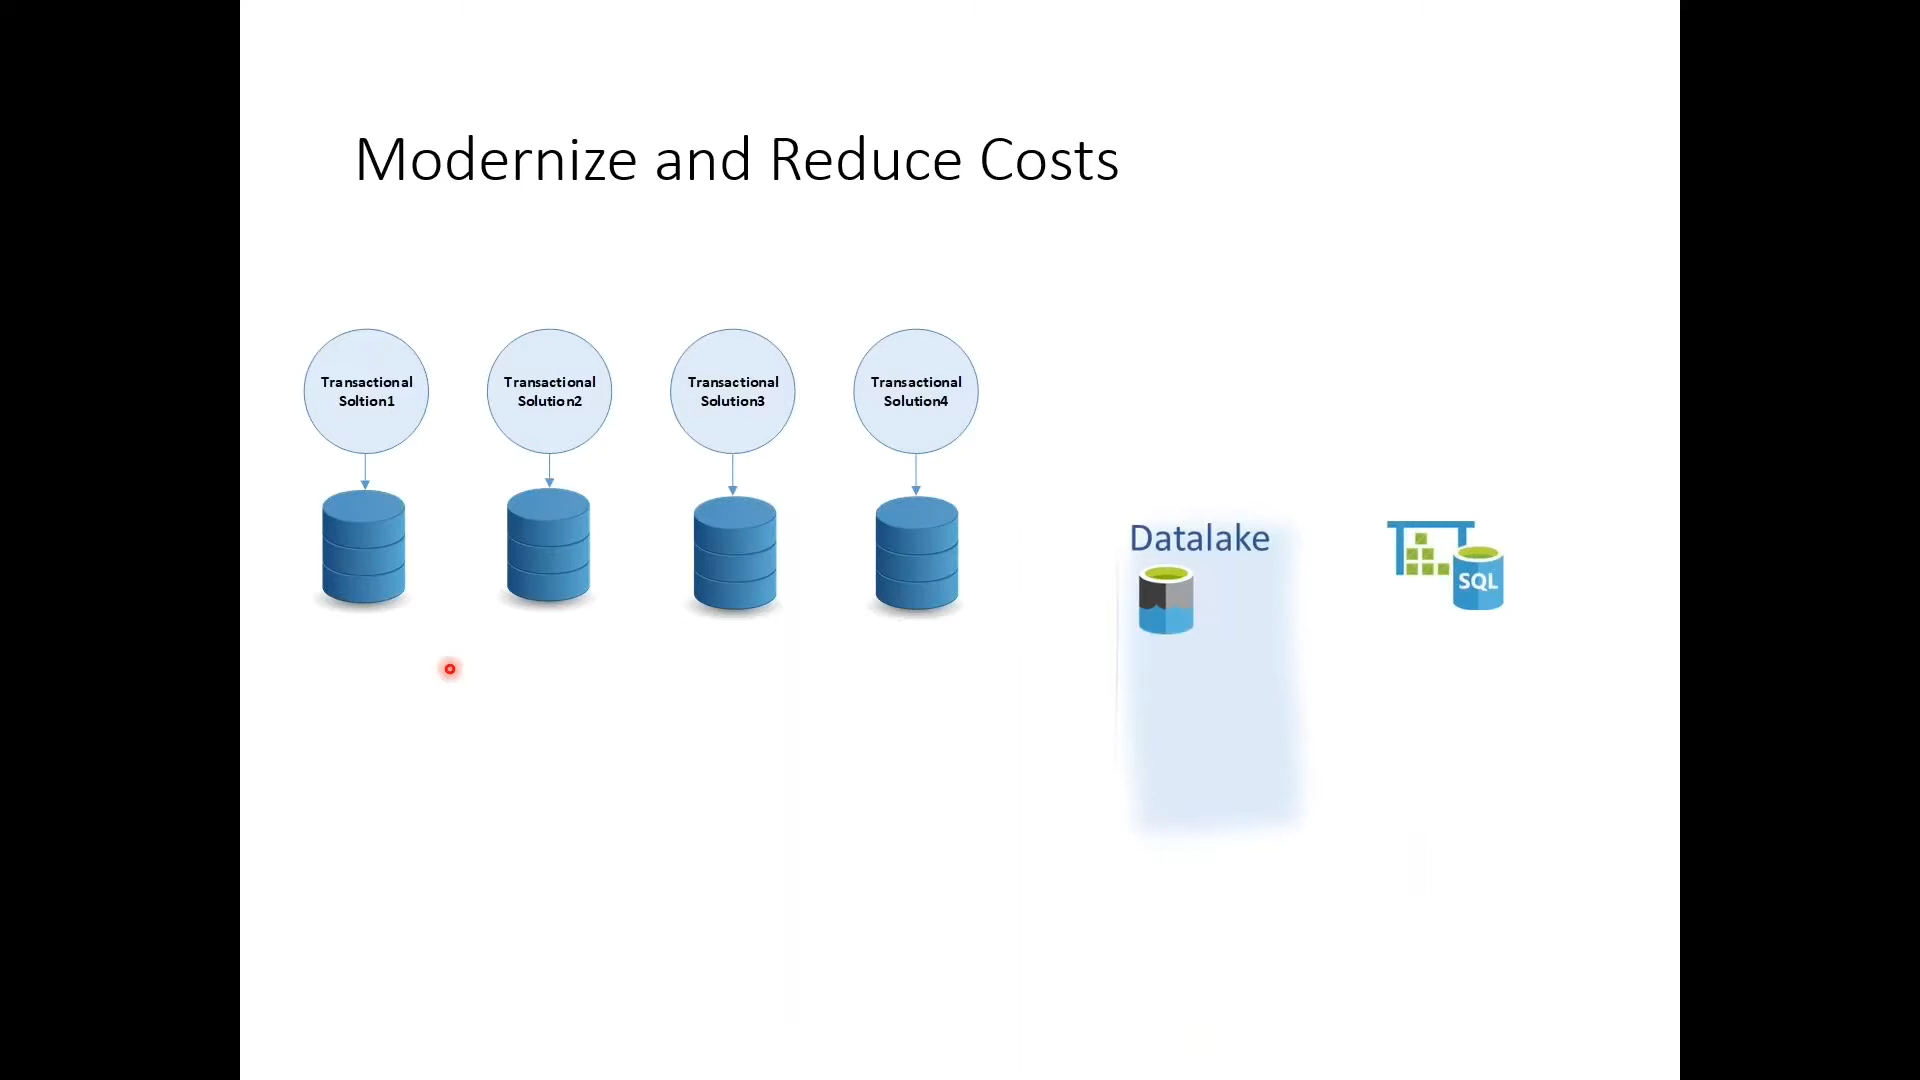 Modernize and Reduce Costs
Transactional
Soltion1
Transactional
Solution2
Transactional
Solution3
Transactional
Solution4
Datalake
SQL